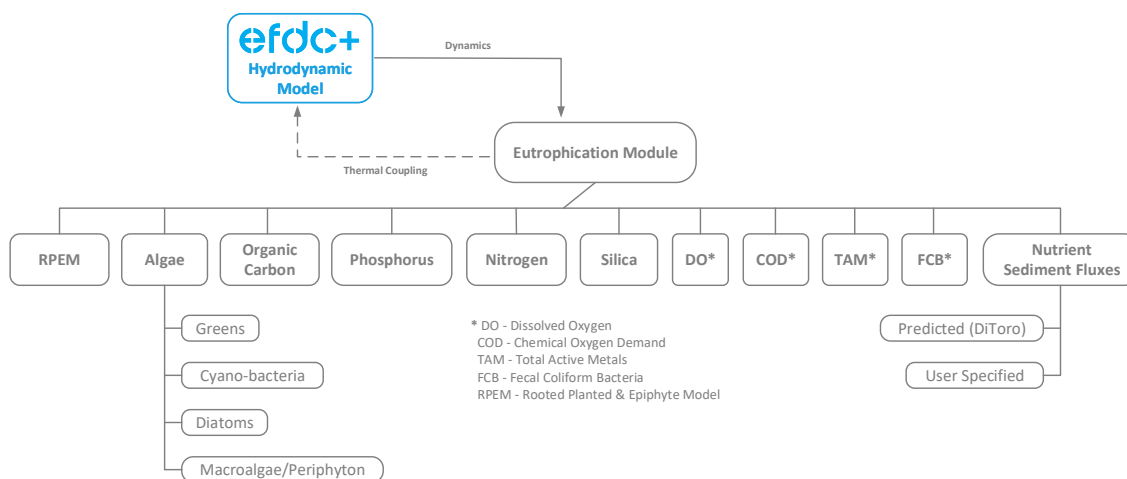 efdc+
Hydrodynamic
Model
Dynamics
Eutrophication Module
Thermal Coupling
RPEM
Algae
Organic
Carbon
Phosphorus
Nitrogen
Silica
DO*
COD*
TAM*
FCB*
Nutrient
Sediment Fluxes
Greens
Cyano-bacteria
Diatoms
Macroalgae/Periphyton
* DO - Dissolved Oxygen
COD - Chemical Oxygen Demand
TAM - Total Active Metals
FCB - Fecal Coliform Bacteria
RPEM - Rooted Planted & Epiphyte Model
Predicted (DiToro)
User Specified